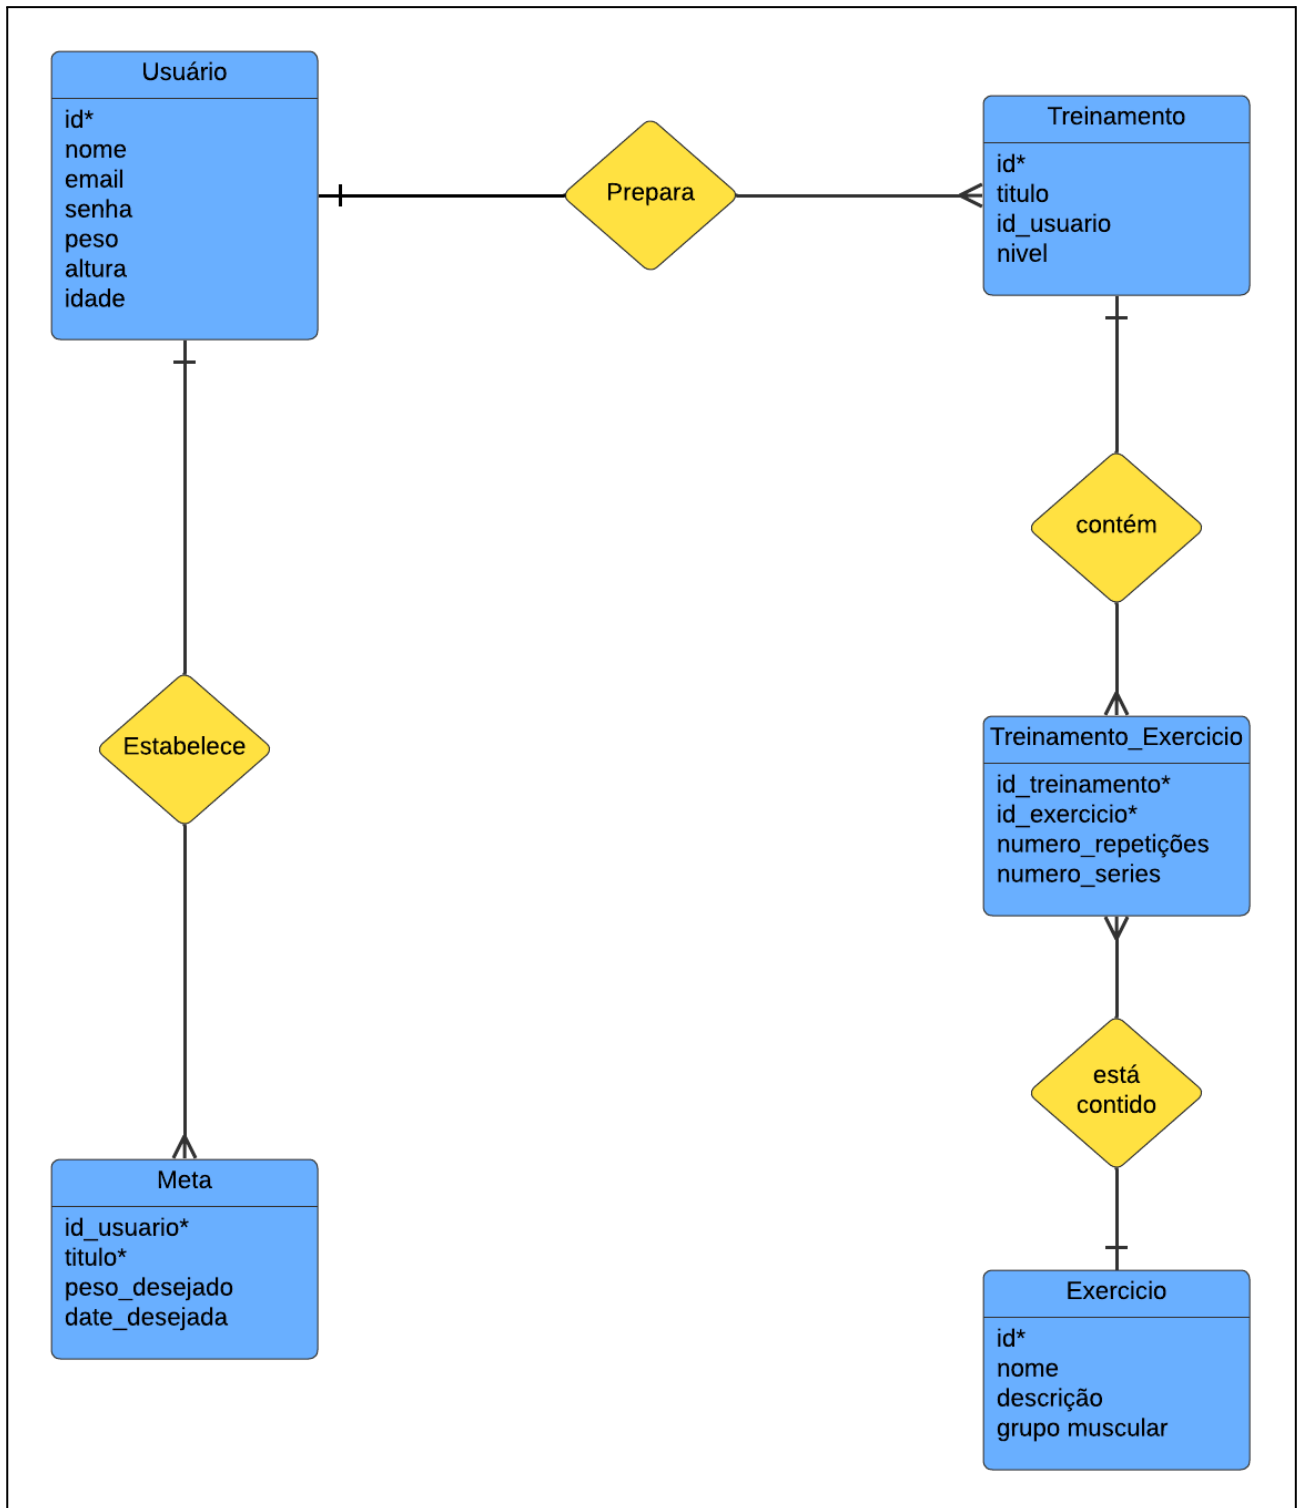 Usuário
id*
nome
email
senha
peso
altura
idade
Prepara
Treinamento
id*
titulo
id_usuario
nivel
contém
Estabelece
Treinamento_Exercicio
id_treinamento*
id_exercicio*
numero_repetições
numero_series
está
contido
Meta
id_usuario*
titulo*
peso_desejado
date_desejada
Exercicio
id*
nome
descrição
grupo muscular